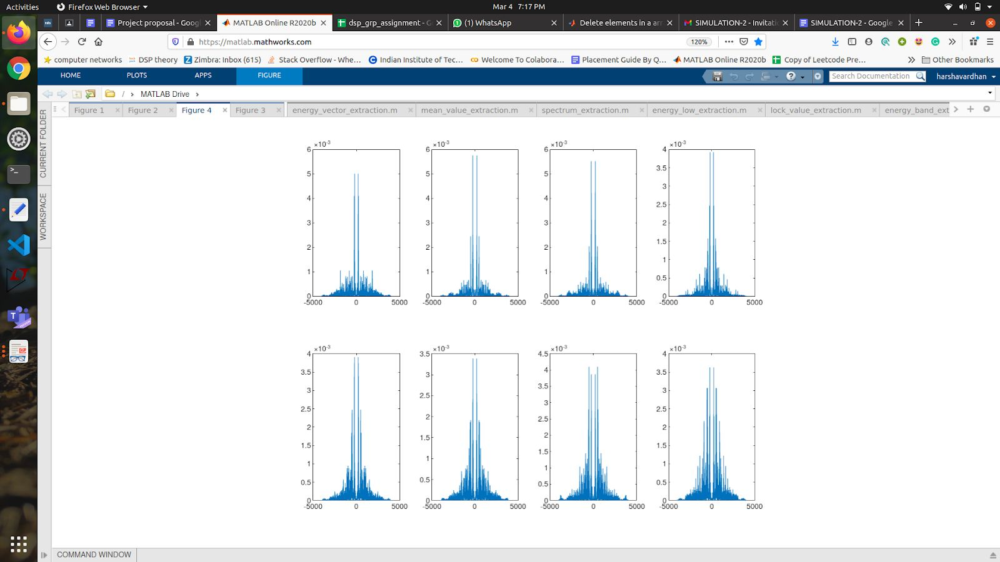 Activities
Firefox Web Browser
Mar 4 7:17 PM
tds
Project proposal - Googl
MATLAB Online R2020b
dsp_grp_assignment - G
(1) WhatsApp
Delete elements in a arr
SIMULATION-2 - Invitati
SIMULATION-2 - Google
https://matlab.mathworks.com
120%
computer networks
DSP theory
Zimbra: Inbox (615)
Stack Overflow - Whe…
Indian Institute of Tec…
Welcome To Colabora…
Placement Guide By Q…
MATLAB Online R2020b
Copy of Leetcode Pre…
Other Bookmarks
HOME
PLOTS
APPS
FIGURE
Search Documentation
harshavardhan
/ › MATLAB Drive ›
Figure 1
Figure 2
Figure 4
Figure 3
energy_vector_extraction.m
mean_value_extraction.m
spectrum_extraction.m
energy_low_extraction.m
lock_value_extraction.m
energy_band_ext
CURRENT FOLDER
WORKSPACE
×10-3
6
5
4
3
2
1
0
-5000 0 5000
×10-3
6
5
4
3
2
1
0
-5000 0 5000
×10-3
6
5
4
3
2
1
0
-5000 0 5000
×10-3
4
3.5
3
2.5
2
1.5
1
0.5
0
-5000 0 5000
×10-3
4
3.5
3
2.5
2
1.5
1
0.5
0
-5000 0 5000
×10-3
3.5
3
2.5
2
1.5
1
0.5
0
-5000 0 5000
×10-3
4.5
4
3.5
3
2.5
2
1.5
1
0.5
0
-5000 0 5000
×10-3
4
3.5
3
2.5
2
1.5
1
0.5
0
-5000 0 5000
COMMAND WINDOW